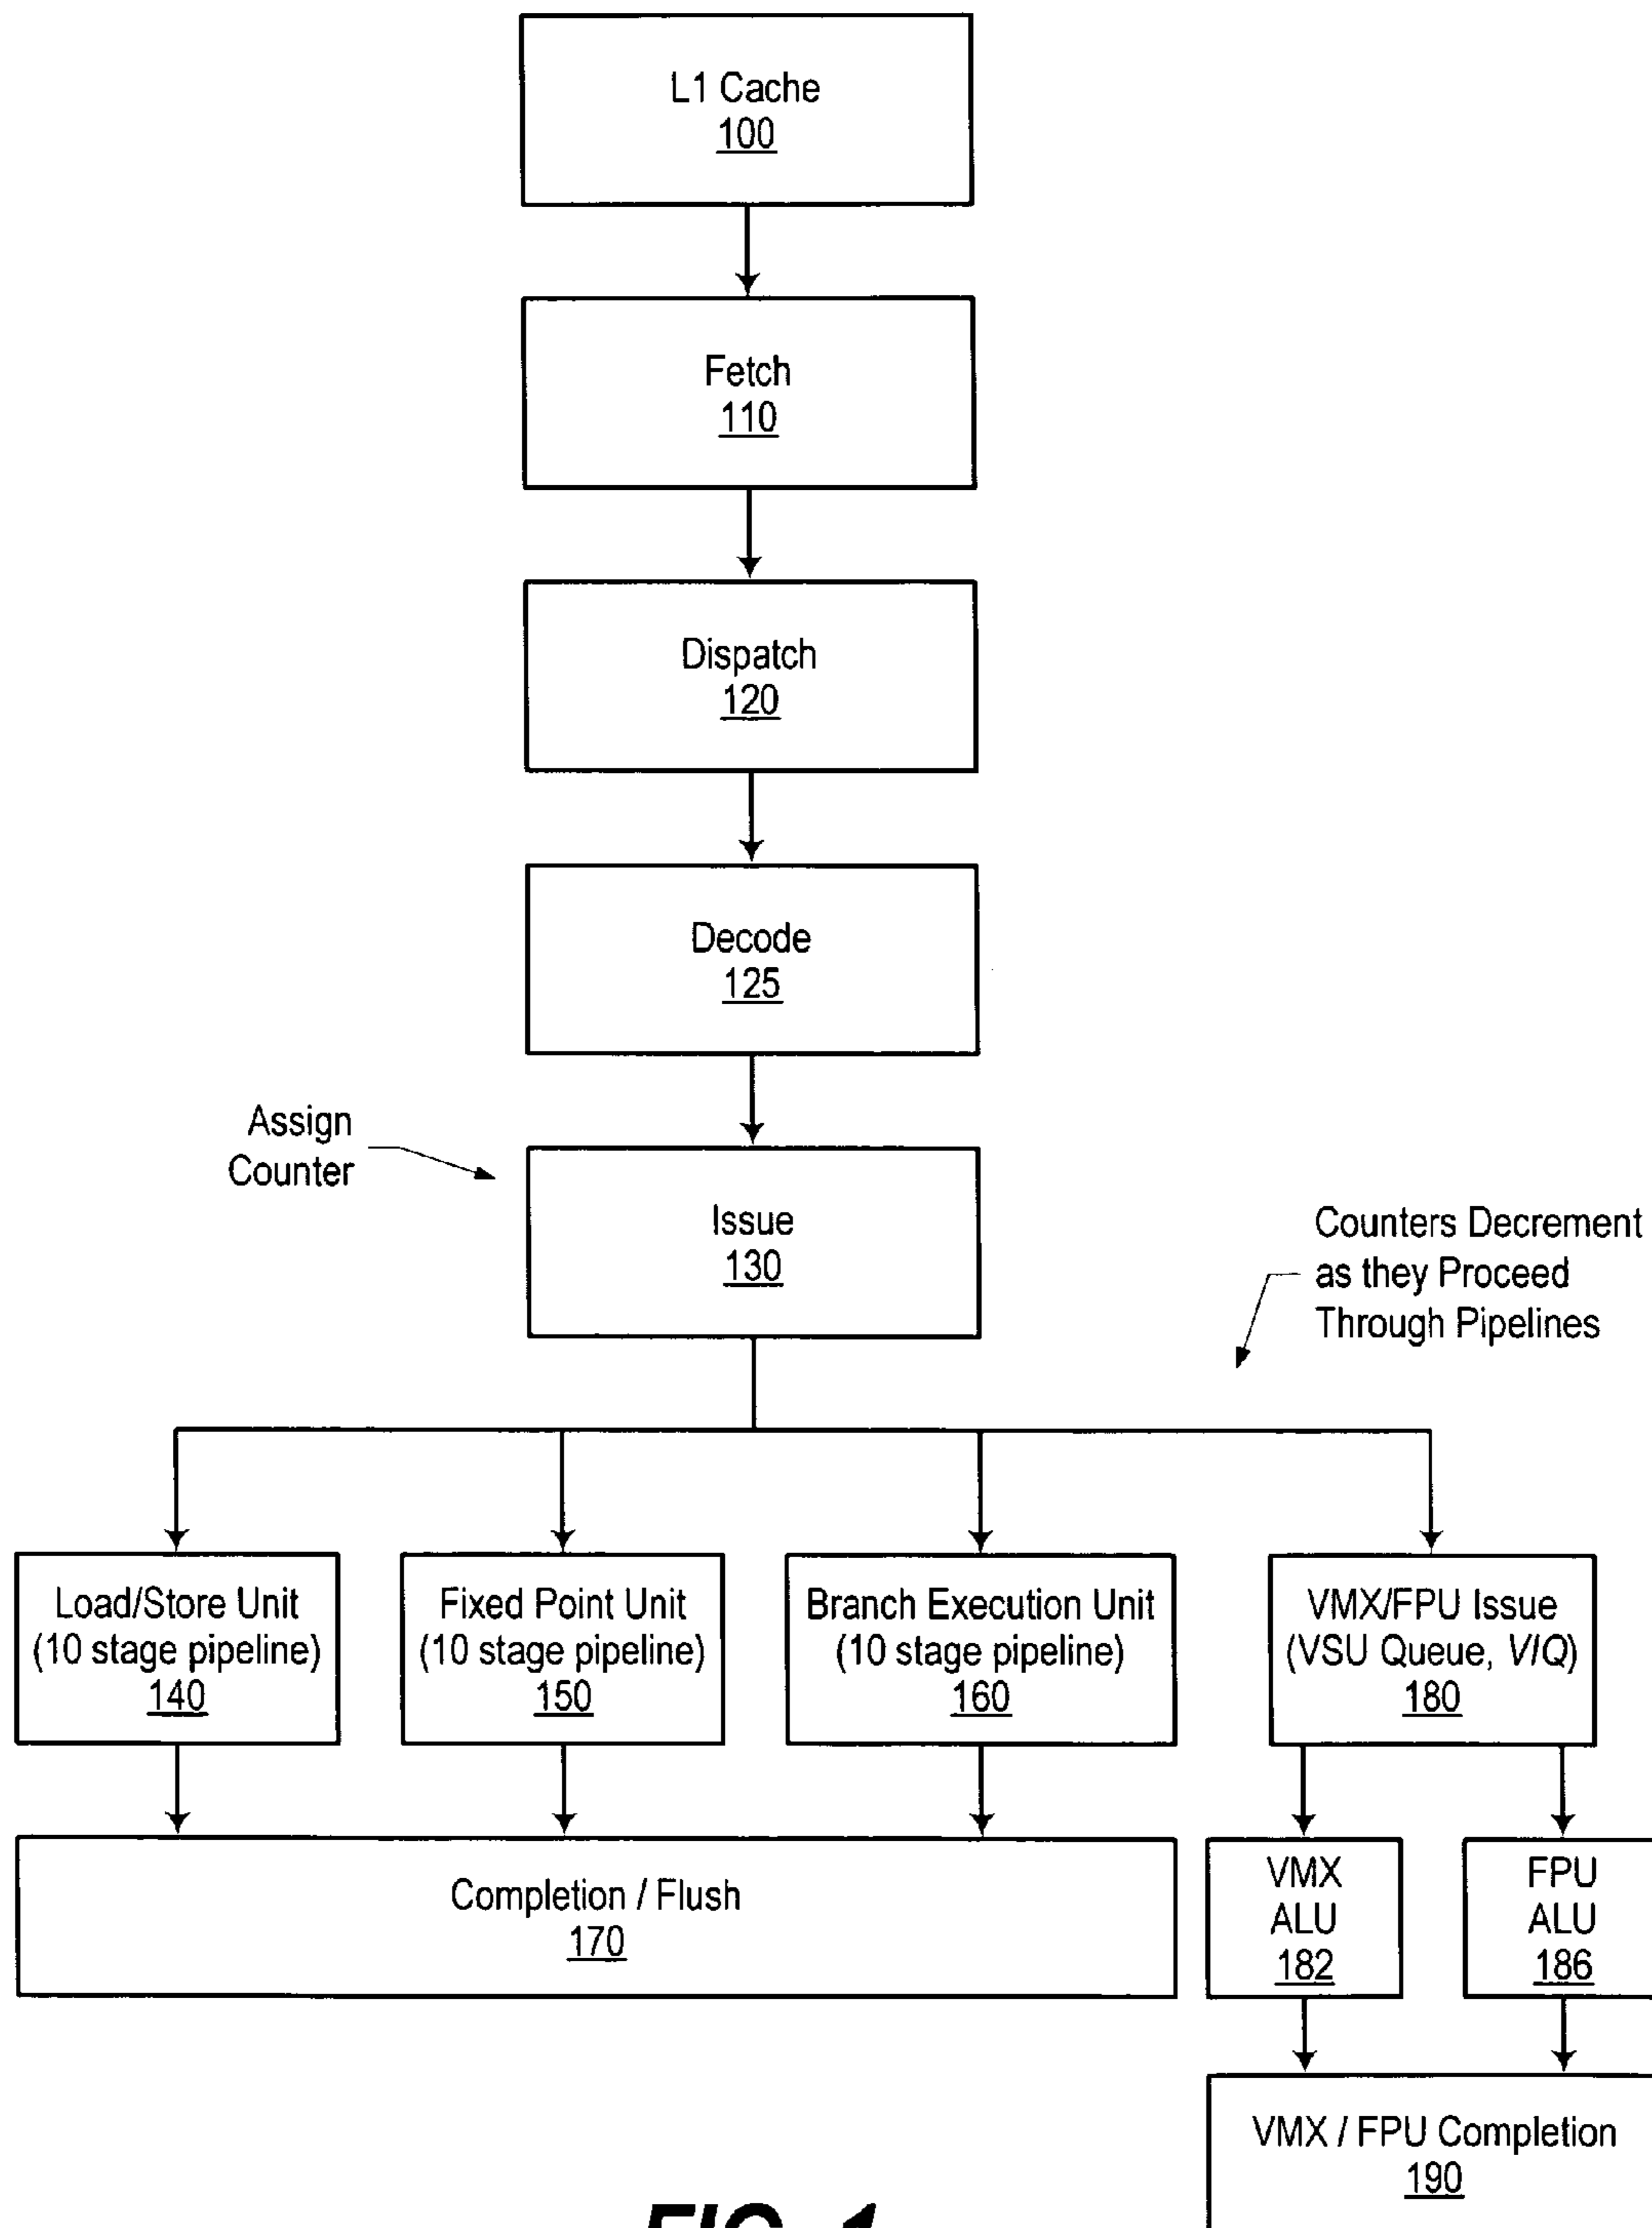 L1 Cache
100
Fetch
110
Dispatch
120
Decode
125
Assign
Counter
Issue
130
Counters Decrement
as they Proceed
Through Pipelines
Load/Store Unit
(10 stage pipeline)
140
Fixed Point Unit
(10 stage pipeline)
150
Branch Execution Unit
(10 stage pipeline)
160
VMX/FPU Issue
(VSU Queue, VIQ)
180
Completion / Flush
170
VMX
ALU
182
FPU
ALU
186
VMX / FPU Completion
190
FIG. 1